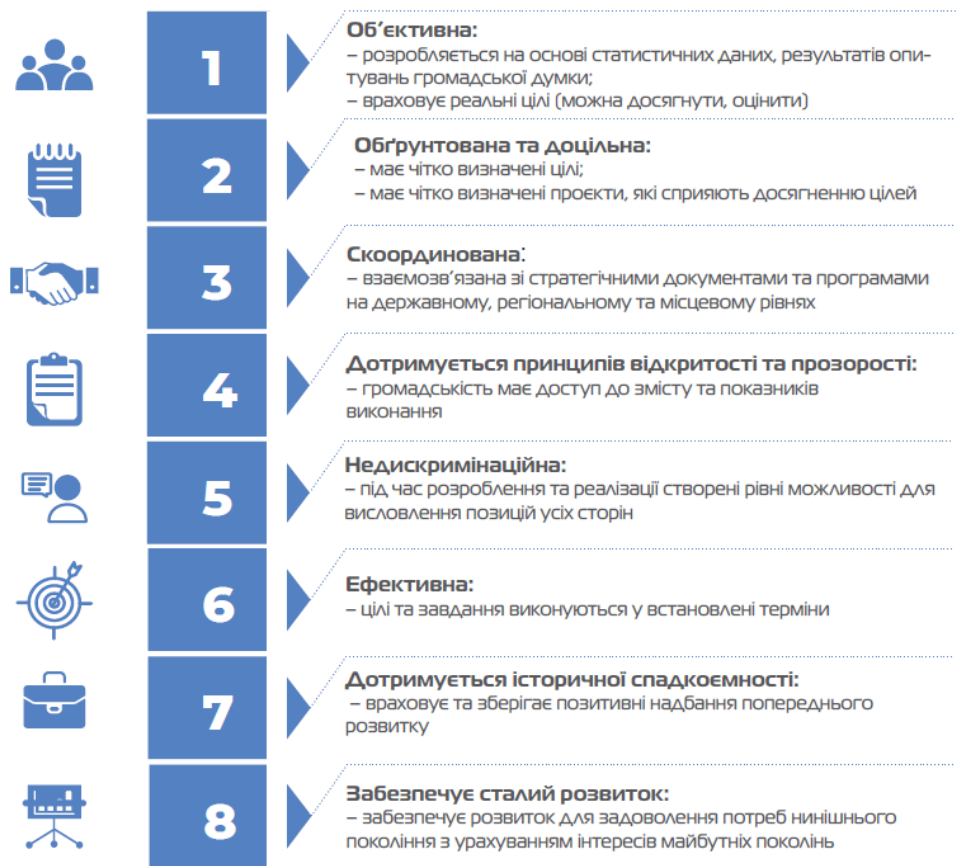 1
Об’єктивна:
– розробляється на основі статистичних даних, результатів опи-
тувань громадської думки;
– враховує реальні цілі (можна досягнути, оцінити)
2
Обґрунтована та доцільна:
– має чітко визначені цілі;
– має чітко визначені проєкти, які сприяють досягненню цілей
3
Скоординована:
– взаємозв’язана зі стратегічними документами та програмами
на державному, регіональному та місцевому рівнях
4
Дотримується принципів відкритості та прозорості:
– громадськість має доступ до змісту та показників
виконання
5
Недискримінаційна:
– під час розроблення та реалізації створені рівні можливості для
висловлення позицій усіх сторін
6
Ефективна:
– цілі та завдання виконуються у встановлені терміни
7
Дотримується історичної спадкоємності:
– враховує та зберігає позитивні надбання попереднього
розвитку
8
Забезпечує сталий розвиток:
– забезпечує розвиток для задоволення потреб нинішнього
покоління з урахуванням інтересів майбутніх поколінь